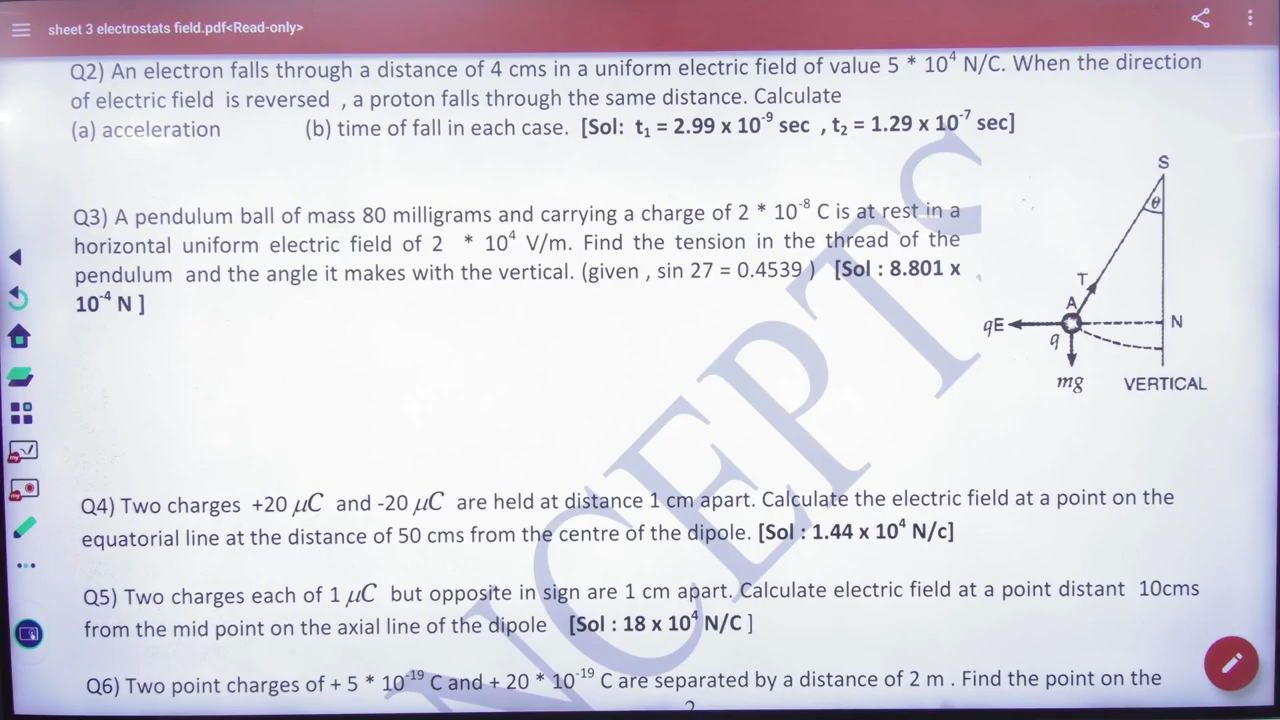 sheet 3 electrostats field.pdf<Read-only>
Q2) An electron falls through a distance of 4 cms in a uniform electric field of value 5 * 10⁴ N/C. When the direction
of electric field is reversed , a proton falls through the same distance. Calculate
(a) acceleration (b) time of fall in each case. [Sol: t₁ = 2.99 x 10⁻⁹ sec , t₂ = 1.29 x 10⁻⁷ sec]
Q3) A pendulum ball of mass 80 milligrams and carrying a charge of 2 * 10⁻⁸ C is at rest in a
horizontal uniform electric field of 2 * 10⁴ V/m. Find the tension in the thread of the
pendulum and the angle it makes with the vertical. (given , sin 27 = 0.4539 ) [Sol : 8.801 x
10⁻⁴ N ]
S
θ
T
A
qE
N
q
mg
VERTICAL
NCEPTS
Q4) Two charges +20 μC and -20 μC are held at distance 1 cm apart. Calculate the electric field at a point on the
equatorial line at the distance of 50 cms from the centre of the dipole. [Sol : 1.44 x 10⁴ N/c]
Q5) Two charges each of 1 μC but opposite in sign are 1 cm apart. Calculate electric field at a point distant 10cms
from the mid point on the axial line of the dipole [Sol : 18 x 10⁴ N/C ]
Q6) Two point charges of + 5 * 10⁻¹⁹ C and + 20 * 10⁻¹⁹ C are separated by a distance of 2 m . Find the point on the